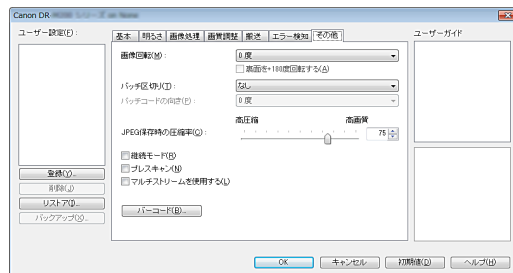 Canon DR
on None
ユーザー設定(F):
登録(Y)...
削除(J)
リストア(I)...
バックアップ(X)...
基本 明るさ 画像処理 画質調整 搬送 エラー検知 その他
画像回転(M): 0 度
裏面を+180度回転する(A)
バッチ区切り(T): なし
パッチコードの向き(P): 0 度
高圧縮 高画質
JPEG保存時の圧縮率(C): 75
継続モード(R)
プレスキャン(N)
マルチストリームを使用する(L)
バーコード(B)...
ユーザーガイド
OK キャンセル 初期値(D) ヘルプ(H)